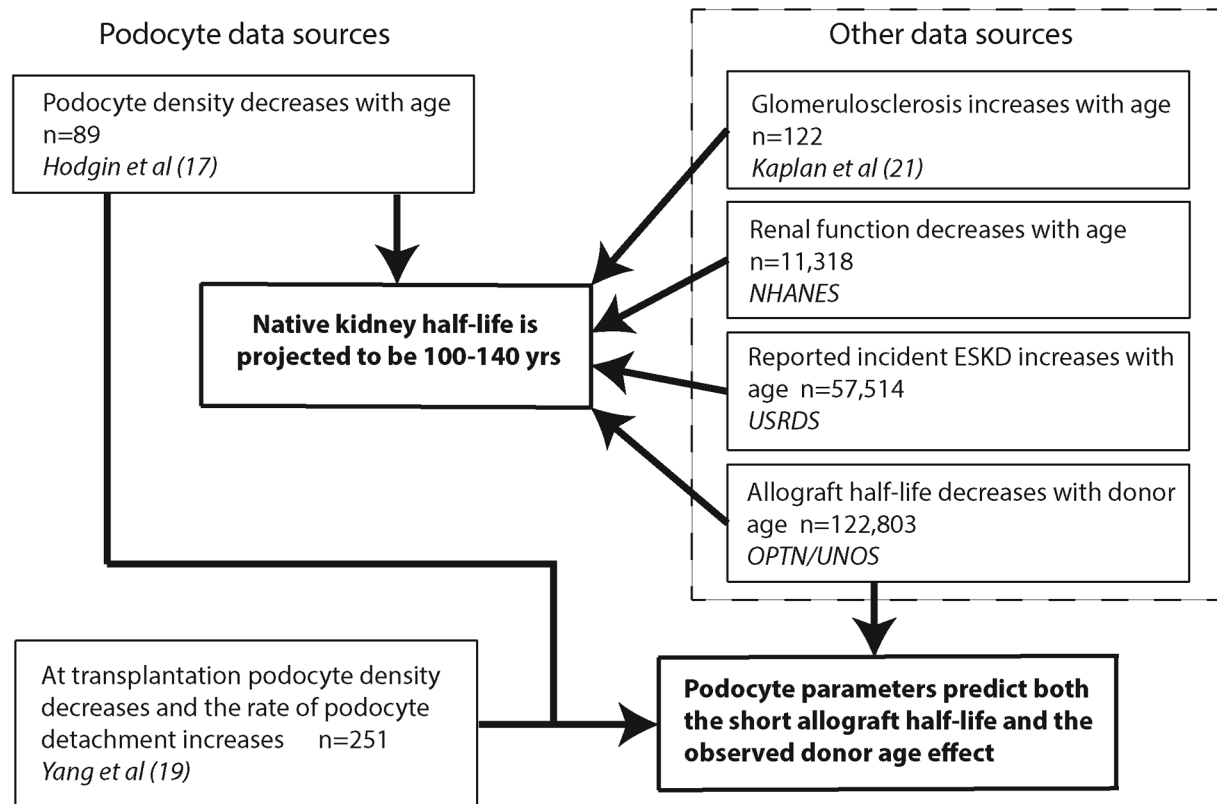 Podocyte data sources
Podocyte density decreases with age
n=89
Hodgin et al (17)
Native kidney half-life is
projected to be 100-140 yrs
At transplantation podocyte density
decreases and the rate of podocyte
detachment increases n=251
Yang et al (19)
Other data sources
Glomerulosclerosis increases with age
n=122
Kaplan et al (21)
Renal function decreases with age
n=11,318
NHANES
Reported incident ESKD increases with
age n=57,514
USRDS
Allograft half-life decreases with donor
age n=122,803
OPTN/UNOS
Podocyte parameters predict both
the short allograft half-life and the
observed donor age effect